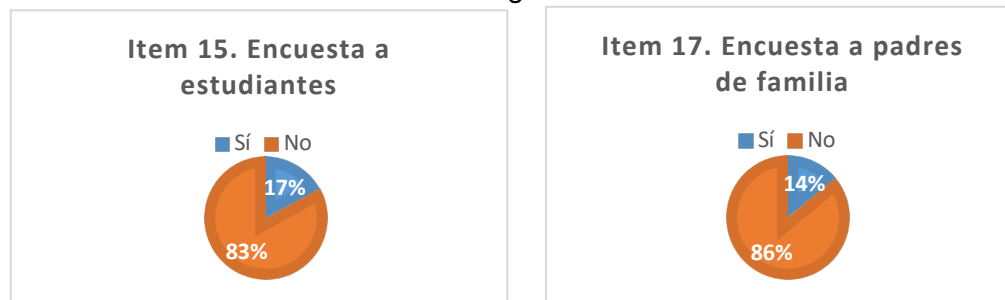 Item 15. Encuesta a
estudiantes
Sí No
17%
83%
Item 17. Encuesta a padres
de familia
Sí No
14%
86%